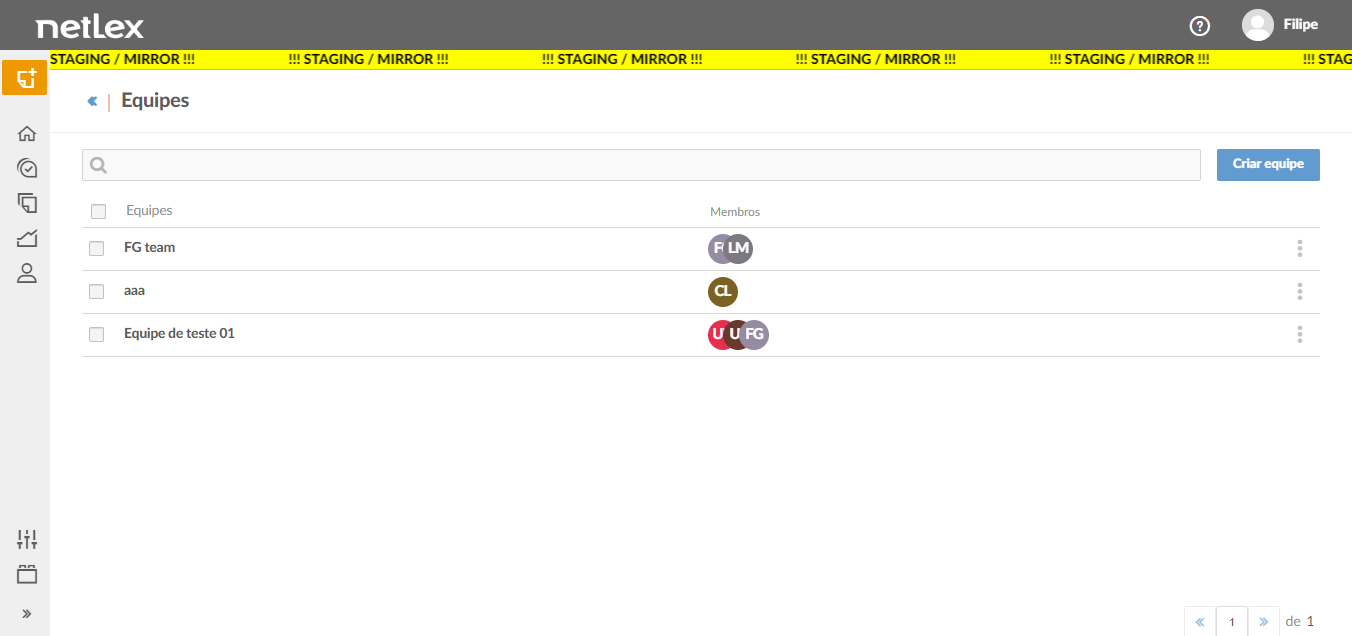 netlex
? Filipe
STAGING / MIRROR !!! !!! STAGING / MIRROR !!! !!! STAGING / MIRROR !!! !!! STAGING / MIRROR !!! !!! STAGING / MIRROR !!! !!! STAG
« | Equipes
Criar equipe
Equipes Membros
FG team F LM
aaa CL
Equipe de teste 01 U U FG
»
« 1 » de 1